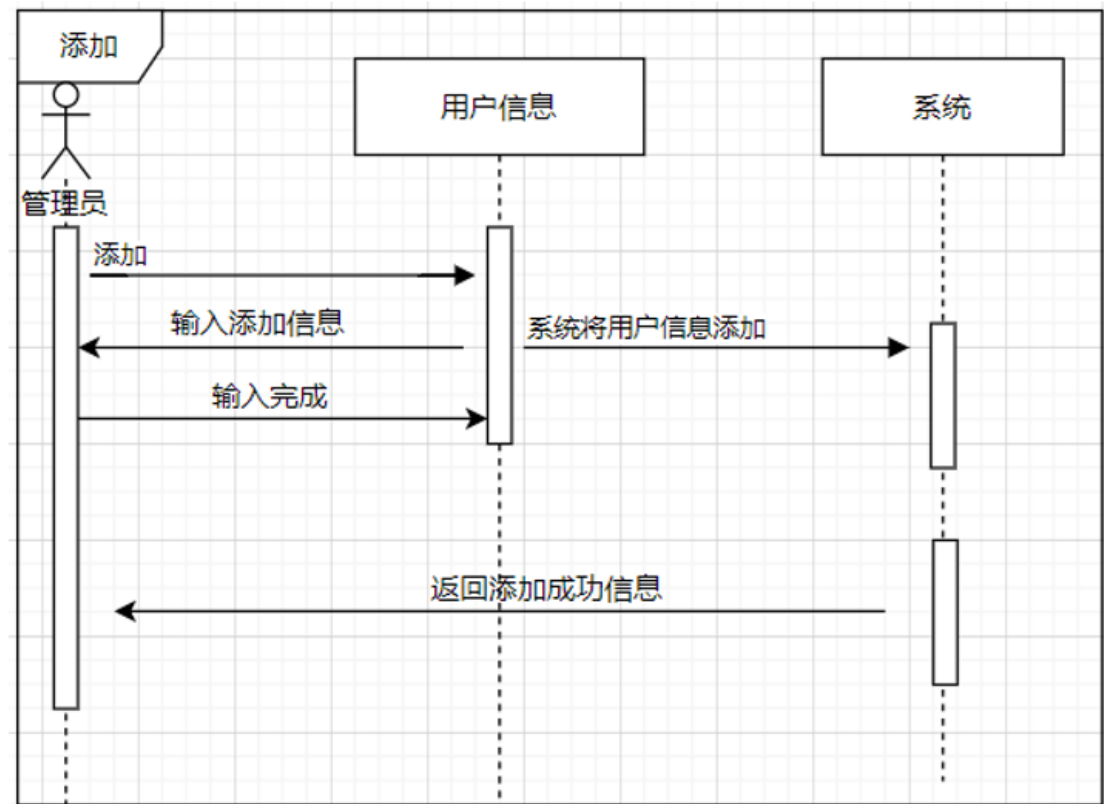 添加
用户信息
系统
管理员
添加
输入添加信息
系统将用户信息添加
输入完成
返回添加成功信息